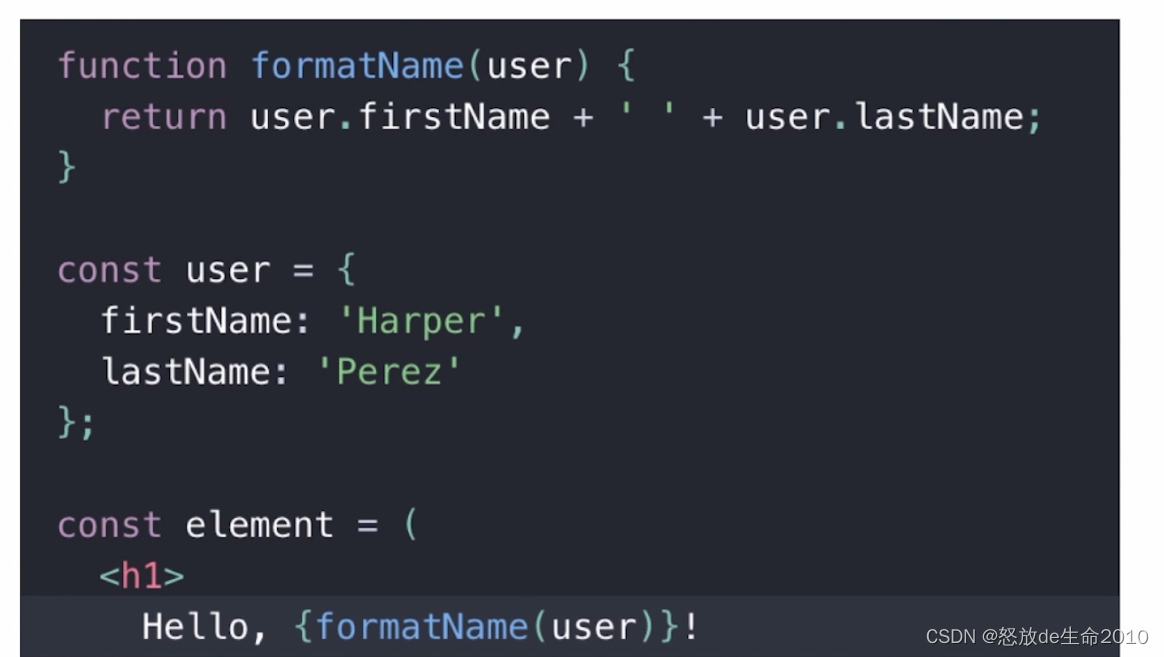 function formatName(user) {
  return user.firstName + ' ' + user.lastName;
}

const user = {
  firstName: 'Harper',
  lastName: 'Perez'
};

const element = (
  <h1>
    Hello, {formatName(user)}!
CSDN @怒放de生命2010